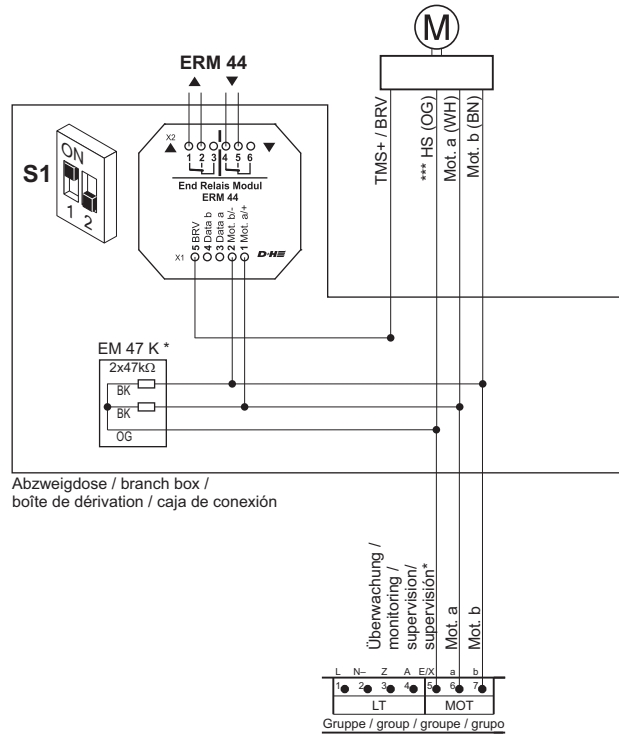 M
ERM 44
S1
ON
1 2
X2
1 2 3 4 5 6
End Relais Modul
ERM 44
5 BRV
4 Data b
3 Data a
2 Mot. b/-
1 Mot. a/+
X1
D+H
TMS+ / BRV
*** HS (OG)
Mot. a (WH)
Mot. b (BN)
EM 47 K *
2x47kΩ
BK
BK
OG
Abzweigdose / branch box /
boîte de dérivation / caja de conexión
Überwachung /
monitoring /
supervision/
supervisión*
Mot. a
Mot. b
L N– Z A E/X a b
1 2 3 4 5 6 7
LT MOT
Gruppe / group / groupe / grupo